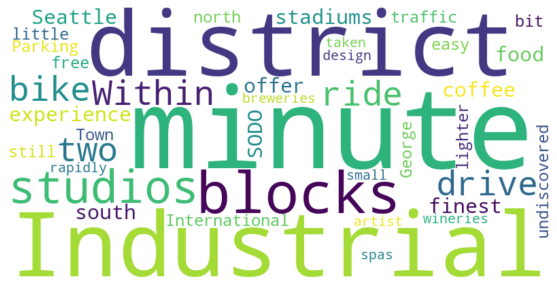 Seattle north stadiums traffic bit
little district taken easy food
Parking design
free
bike Within offer ride coffee
breweries
experience minute
Town SODO George lighter undiscovered
still two
rapidly small drive
studios blocks finest
south International artist wineries
Industrial
spas